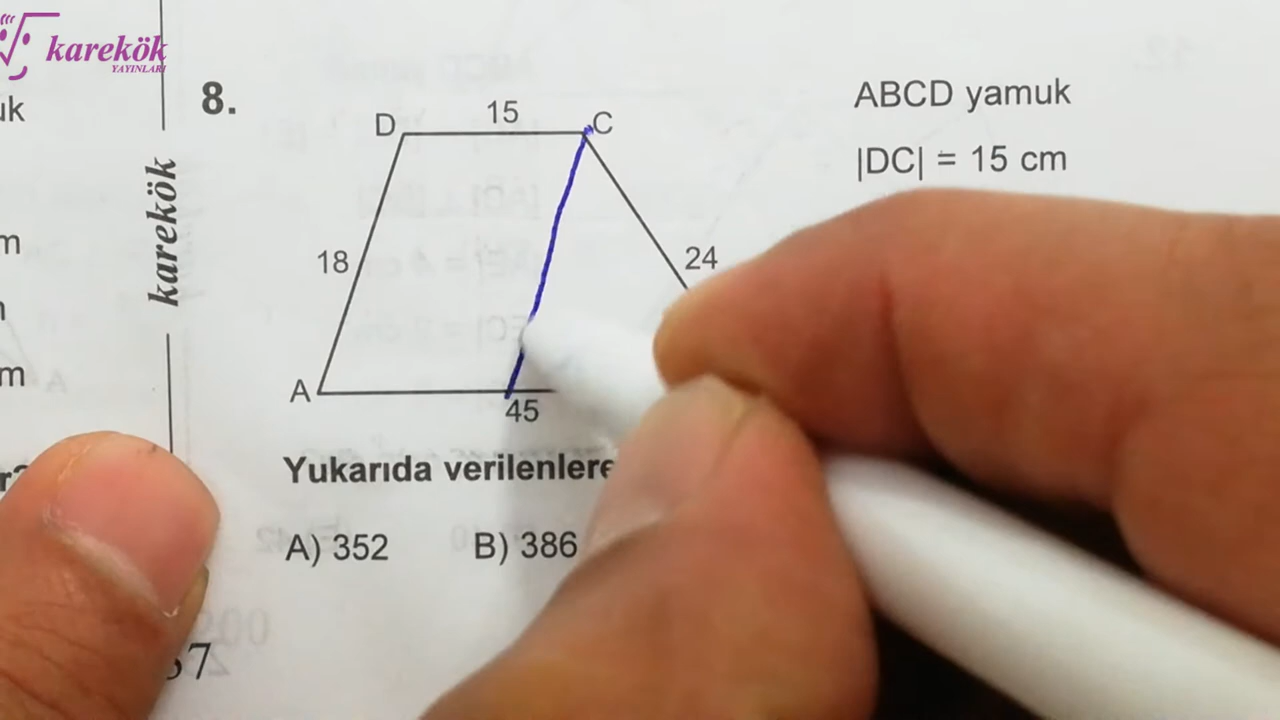 karekök
YAYINLARI
karekök
8.
D
15
C
18
24
A
45
ABCD yamuk
|DC| = 15 cm
Yukarıda verilenlere
A) 352 B) 386
m
m